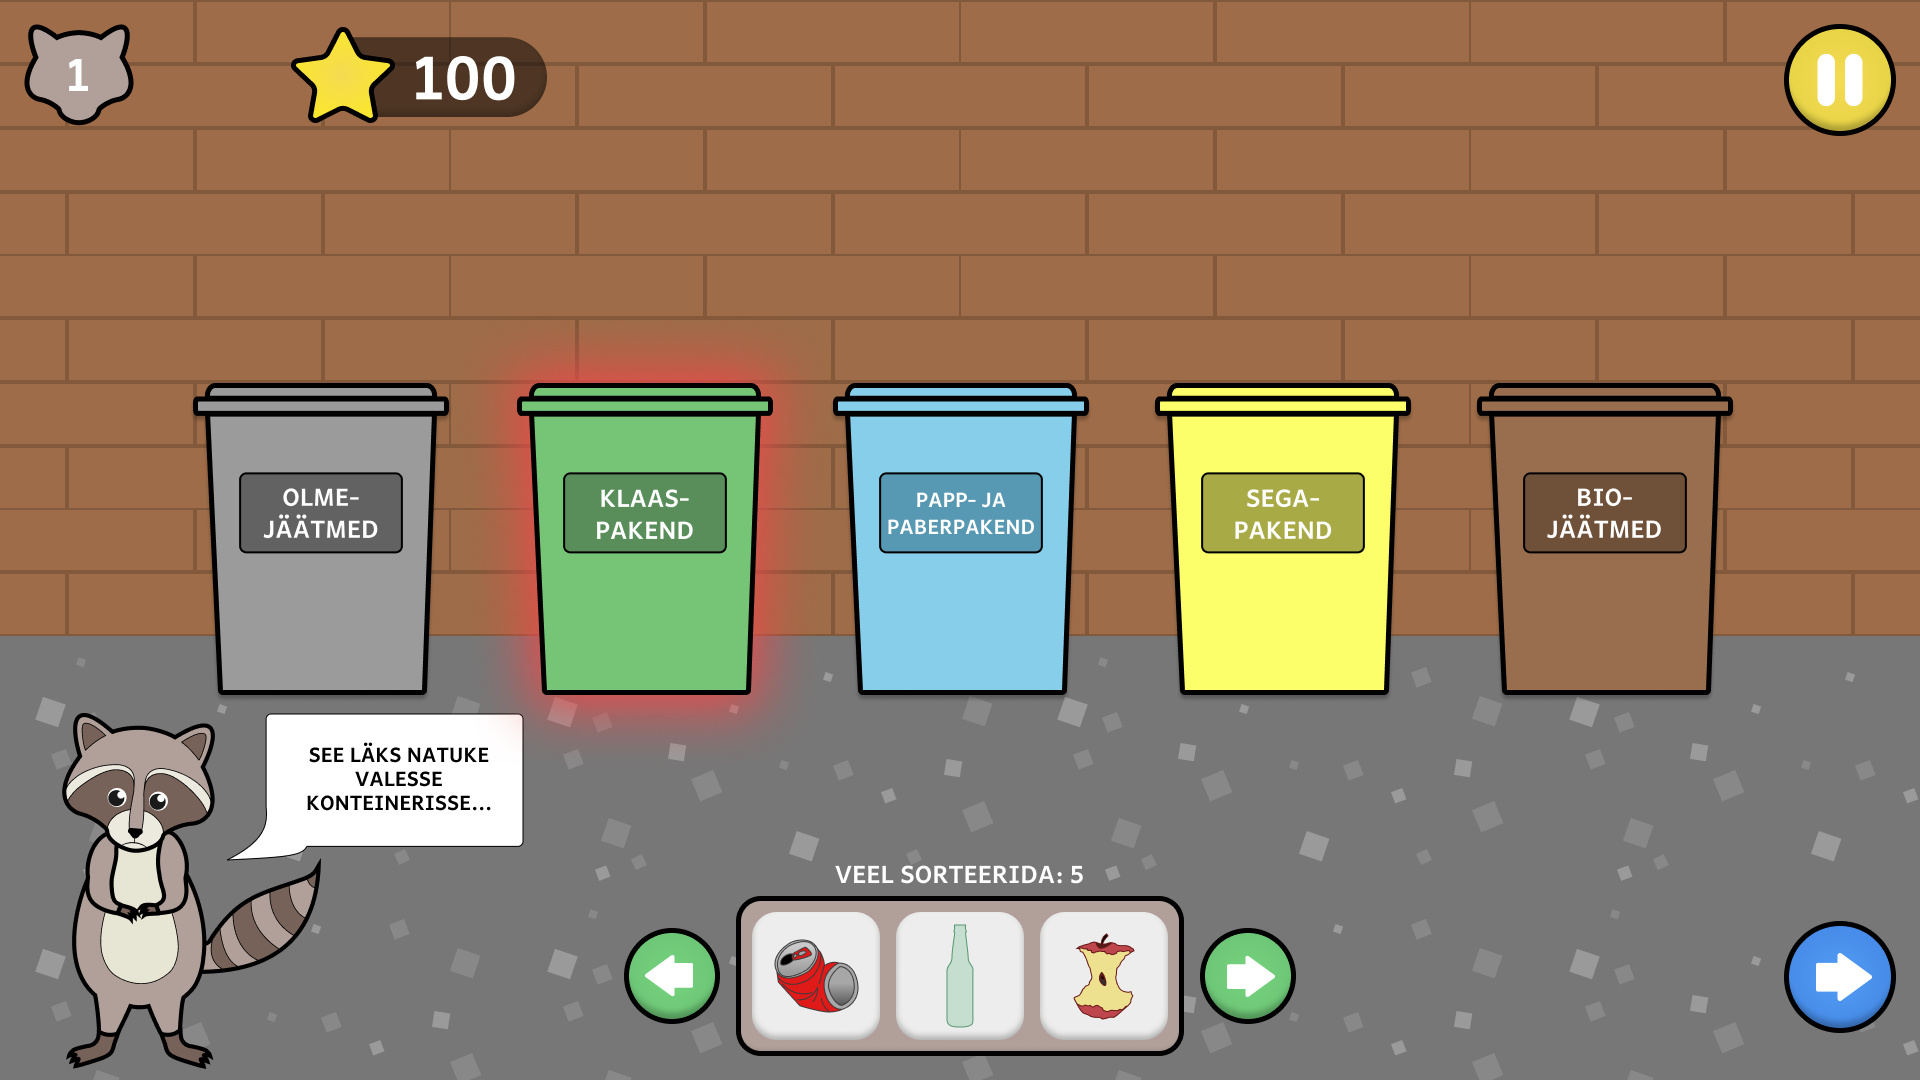 1
100
OLME-
JÄÄTMED
KLAAS-
PAKEND
PAPP- JA
PABERPAKEND
SEGA-
PAKEND
BIO-
JÄÄTMED
SEE LÄKS NATUKE
VALESSE
KONTEINERISSE...
VEEL SORTEERIDA: 5